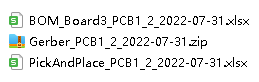 BOM_Board3_PCB1_2_2022-07-31.xlsx
Gerber_PCB1_2_2022-07-31.zip
PickAndPlace_PCB1_2_2022-07-31.xlsx